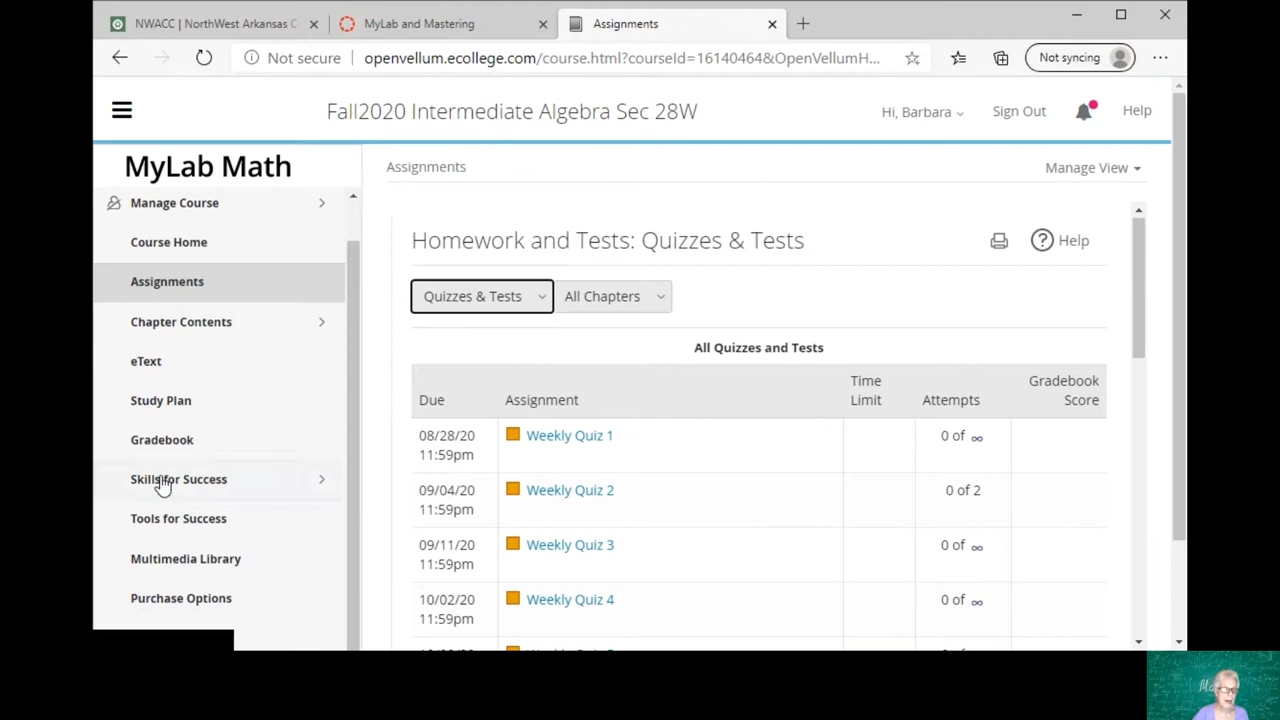 NWACC | NorthWest Arkansas C
MyLab and Mastering
Assignments
Not secure
openvellum.ecollege.com/course.html?courseId=16140464&OpenVellumH...
Not syncing
Fall2020 Intermediate Algebra Sec 28W
Hi, Barbara
Sign Out
Help
MyLab Math
Manage Course
Course Home
Assignments
Chapter Contents
eText
Study Plan
Gradebook
Skills for Success
Tools for Success
Multimedia Library
Purchase Options
Assignments
Manage View
Homework and Tests: Quizzes & Tests
Help
Quizzes & Tests
All Chapters
All Quizzes and Tests
Due Assignment Time Limit Attempts Gradebook Score
08/28/20 11:59pm Weekly Quiz 1 0 of ∞
09/04/20 11:59pm Weekly Quiz 2 0 of 2
09/11/20 11:59pm Weekly Quiz 3 0 of ∞
10/02/20 11:59pm Weekly Quiz 4 0 of ∞